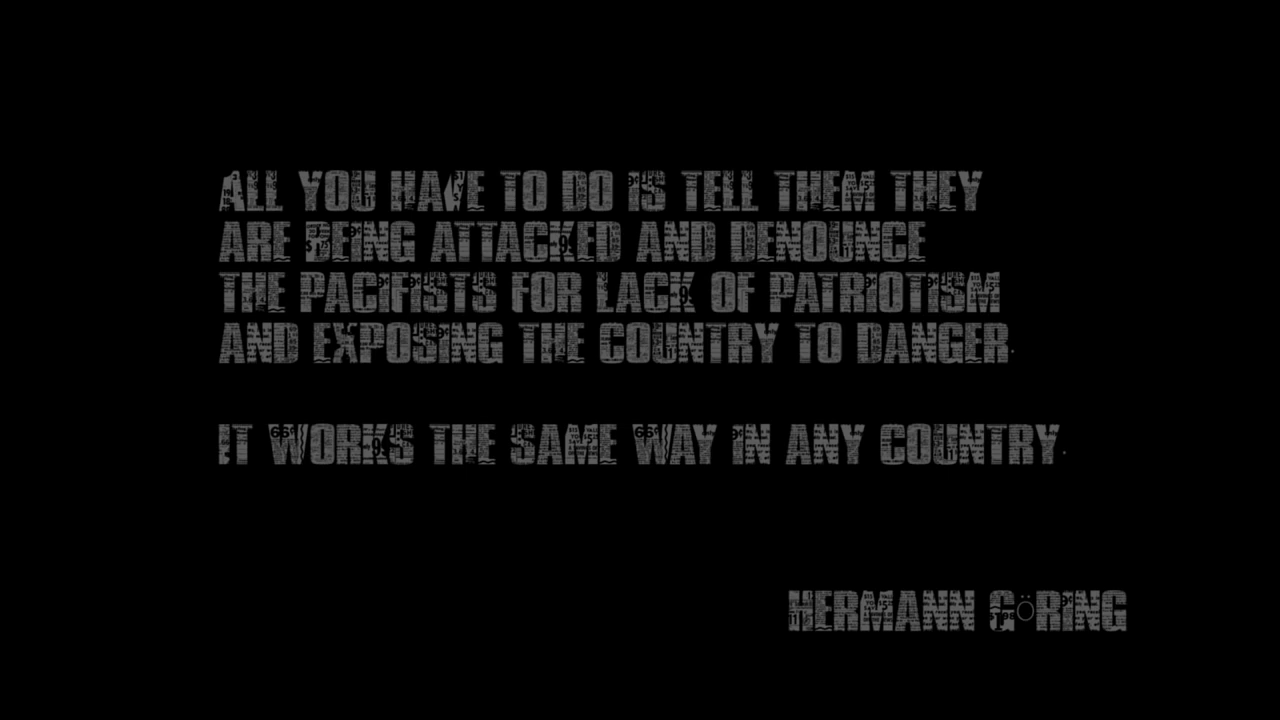 ALL YOU HAVE TO DO IS TELL THEM THEY
ARE BEING ATTACKED AND DENOUNCE
THE PACIFISTS FOR LACK OF PATRIOTISM
AND EXPOSING THE COUNTRY TO DANGER.
IT WORKS THE SAME WAY IN ANY COUNTRY.
HERMANN GöRING